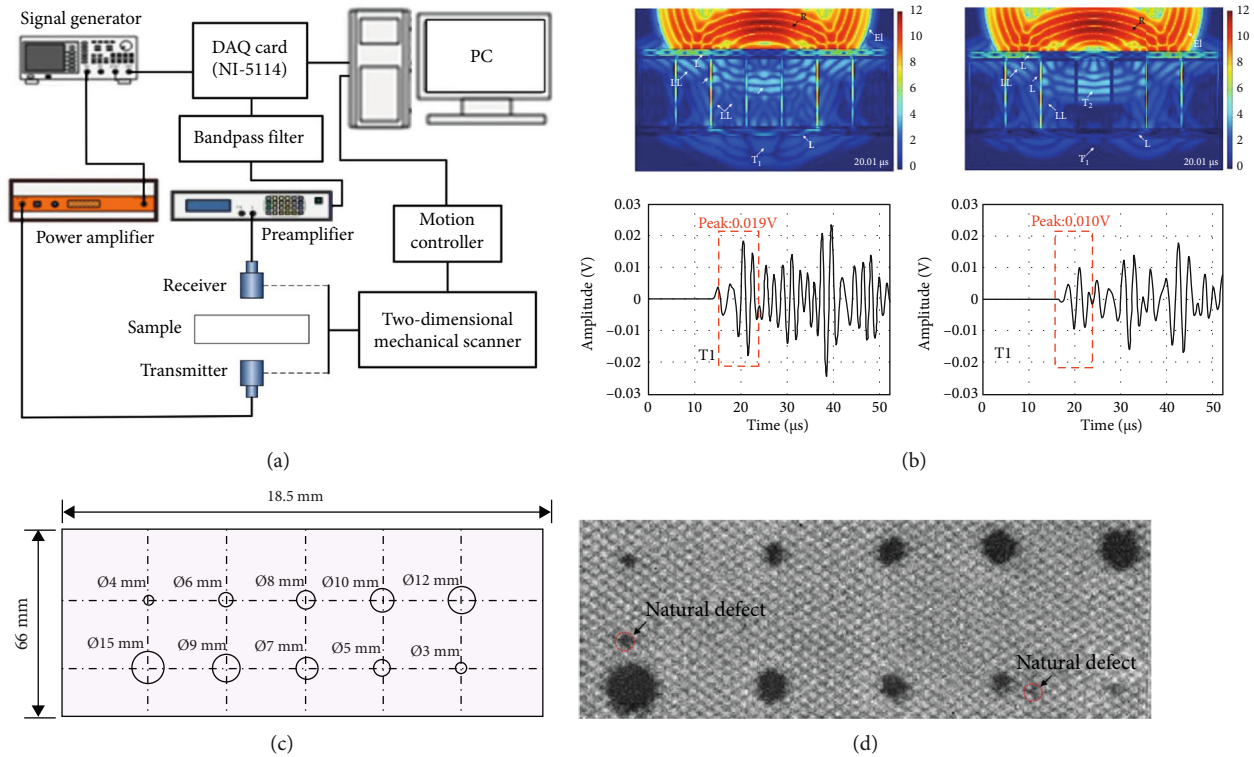 Signal generator
DAQ card
(NI-5114)
PC
Bandpass filter
Power amplifier
Preamplifier
Motion
controller
Receiver
Sample
Two-dimensional
mechanical scanner
Transmitter
(a)
R
El
L
LL
L
LL
L
T1
20.01 μs
12
10
8
6
4
2
0
R
El
L
LL
L
T2
LL
L
T1
20.01 μs
12
10
8
6
4
2
0
Peak:0.019V
0.03
0.02
0.01
0
−0.01
−0.02
−0.03
Amplitude (V)
T1
0 10 20 30 40 50
Time (μs)
Peak:0.010V
0.03
0.02
0.01
0
−0.01
−0.02
−0.03
Amplitude (V)
T1
0 10 20 30 40 50
Time (μs)
(b)
18.5 mm
66 mm
Ø4 mm Ø6 mm Ø8 mm Ø10 mm Ø12 mm
Ø15 mm Ø9 mm Ø7 mm Ø5 mm Ø3 mm
(c)
Natural defect
Natural defect
(d)